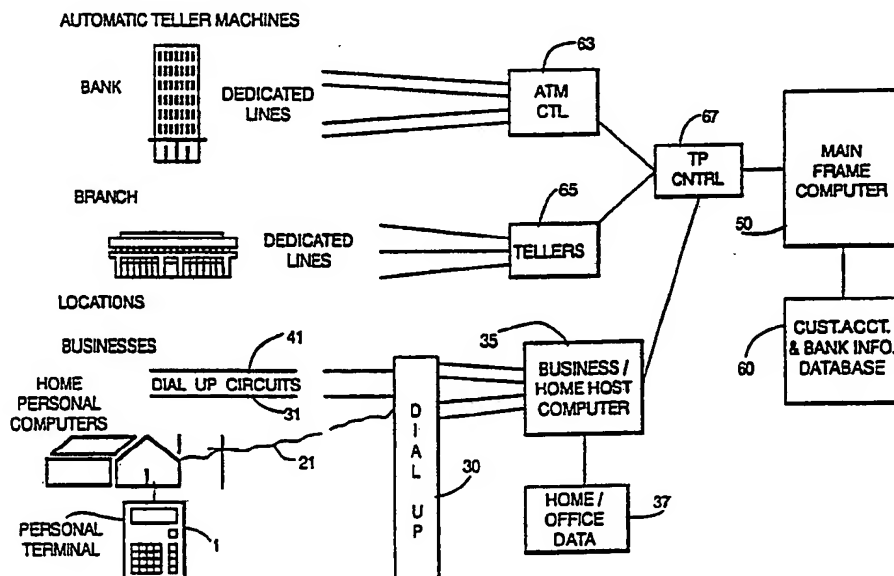 AUTOMATIC TELLER MACHINES
BANK
DEDICATED
LINES
63
ATM
CTL
67
TP
CNTRL
MAIN
FRAME
COMPUTER
50
BRANCH
DEDICATED
LINES
65
TELLERS
LOCATIONS
BUSINESSES
41
DIAL UP CIRCUITS
31
HOME
PERSONAL
COMPUTERS
21
DIAL UP
30
35
BUSINESS /
HOME HOST
COMPUTER
CUST.ACCT.
& BANK INFO.
DATABASE
60
HOME /
OFFICE
DATA
37
PERSONAL
TERMINAL
1